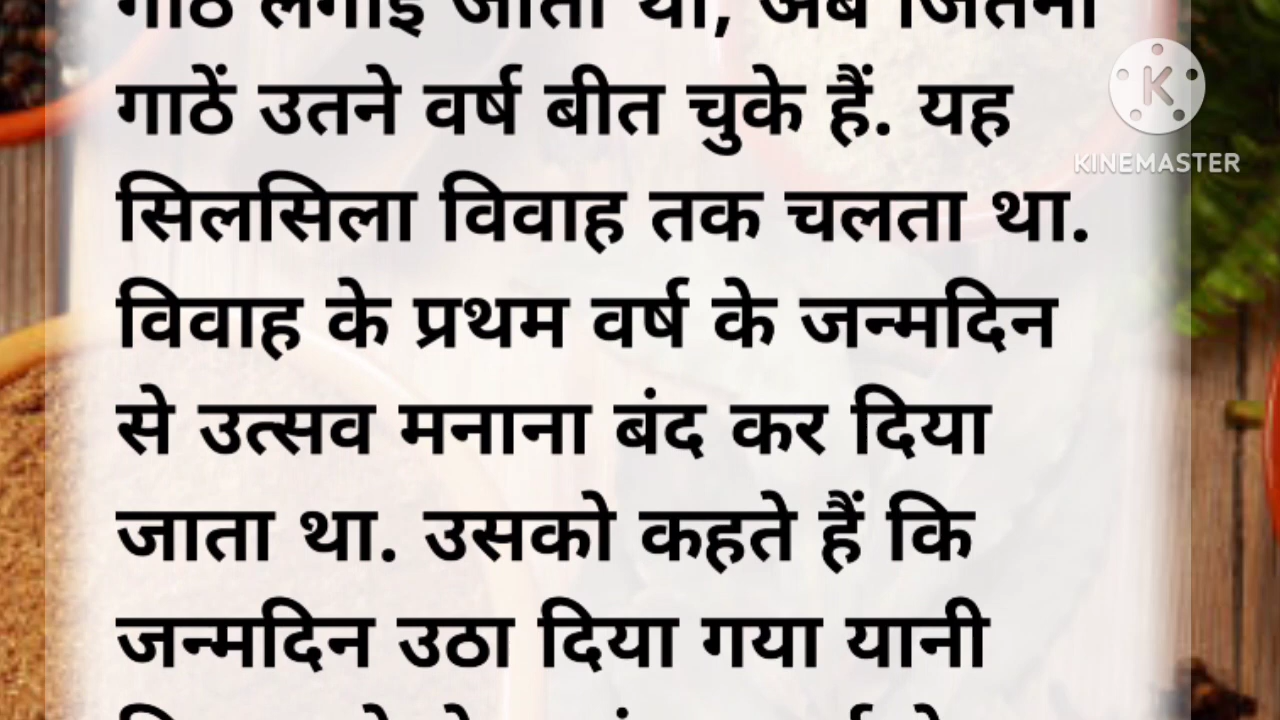 गाठ लगाई जाती थी, अब जितनी
गाठें उतने वर्ष बीत चुके हैं. यह
सिलसिला विवाह तक चलता था.
विवाह के प्रथम वर्ष के जन्मदिन
से उत्सव मनाना बंद कर दिया
जाता था. उसको कहते हैं कि
जन्मदिन उठा दिया गया यानी
KINEMASTER